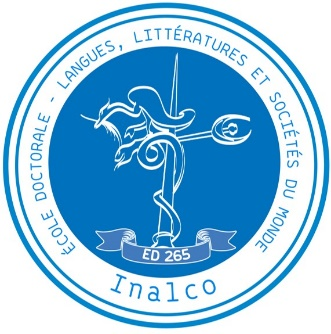 ÉCOLE DOCTORALE - LANGUES, LITTÉRATURES ET SOCIÉTÉS DU MONDE
ED 265
Inalco